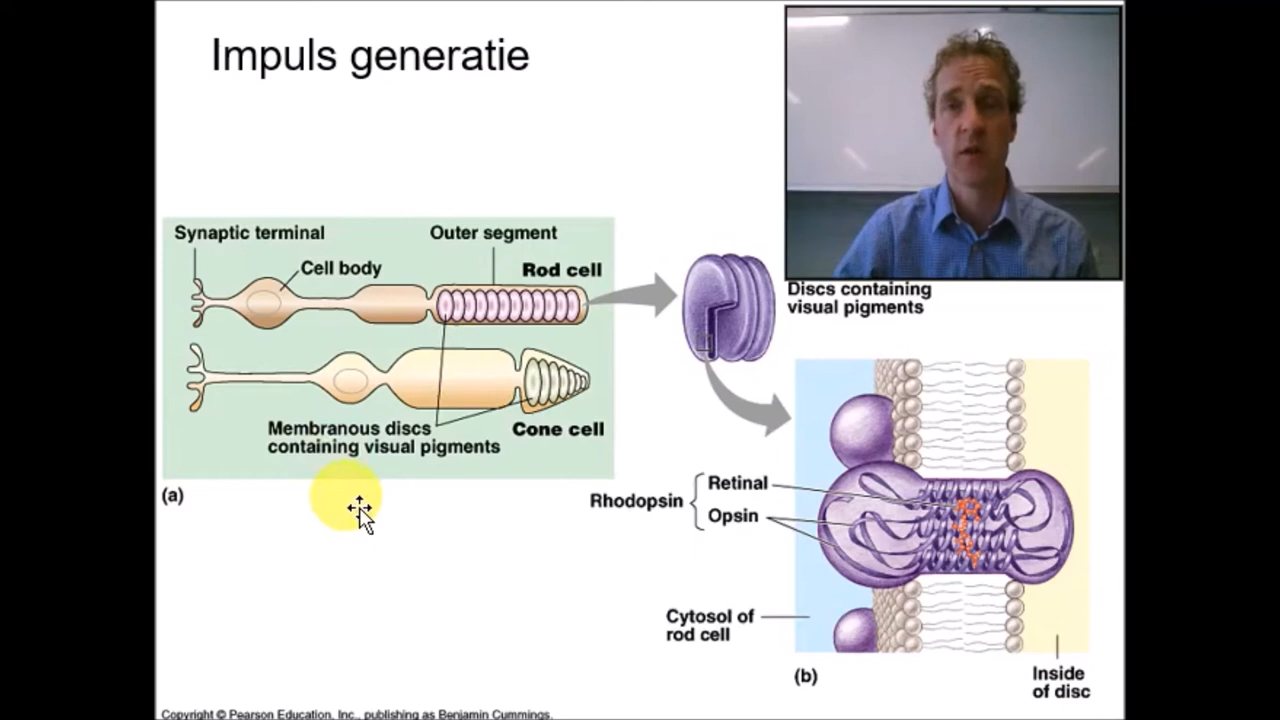 Impuls generatie
Synaptic terminal
Outer segment
Cell body
Rod cell
Discs containing
visual pigments
Membranous discs
containing visual pigments
Cone cell
(a)
Retinal
Rhodopsin
Opsin
Cytosol of
rod cell
(b)
Inside
of disc
Copyright © Pearson Education, Inc., publishing as Benjamin Cummings.